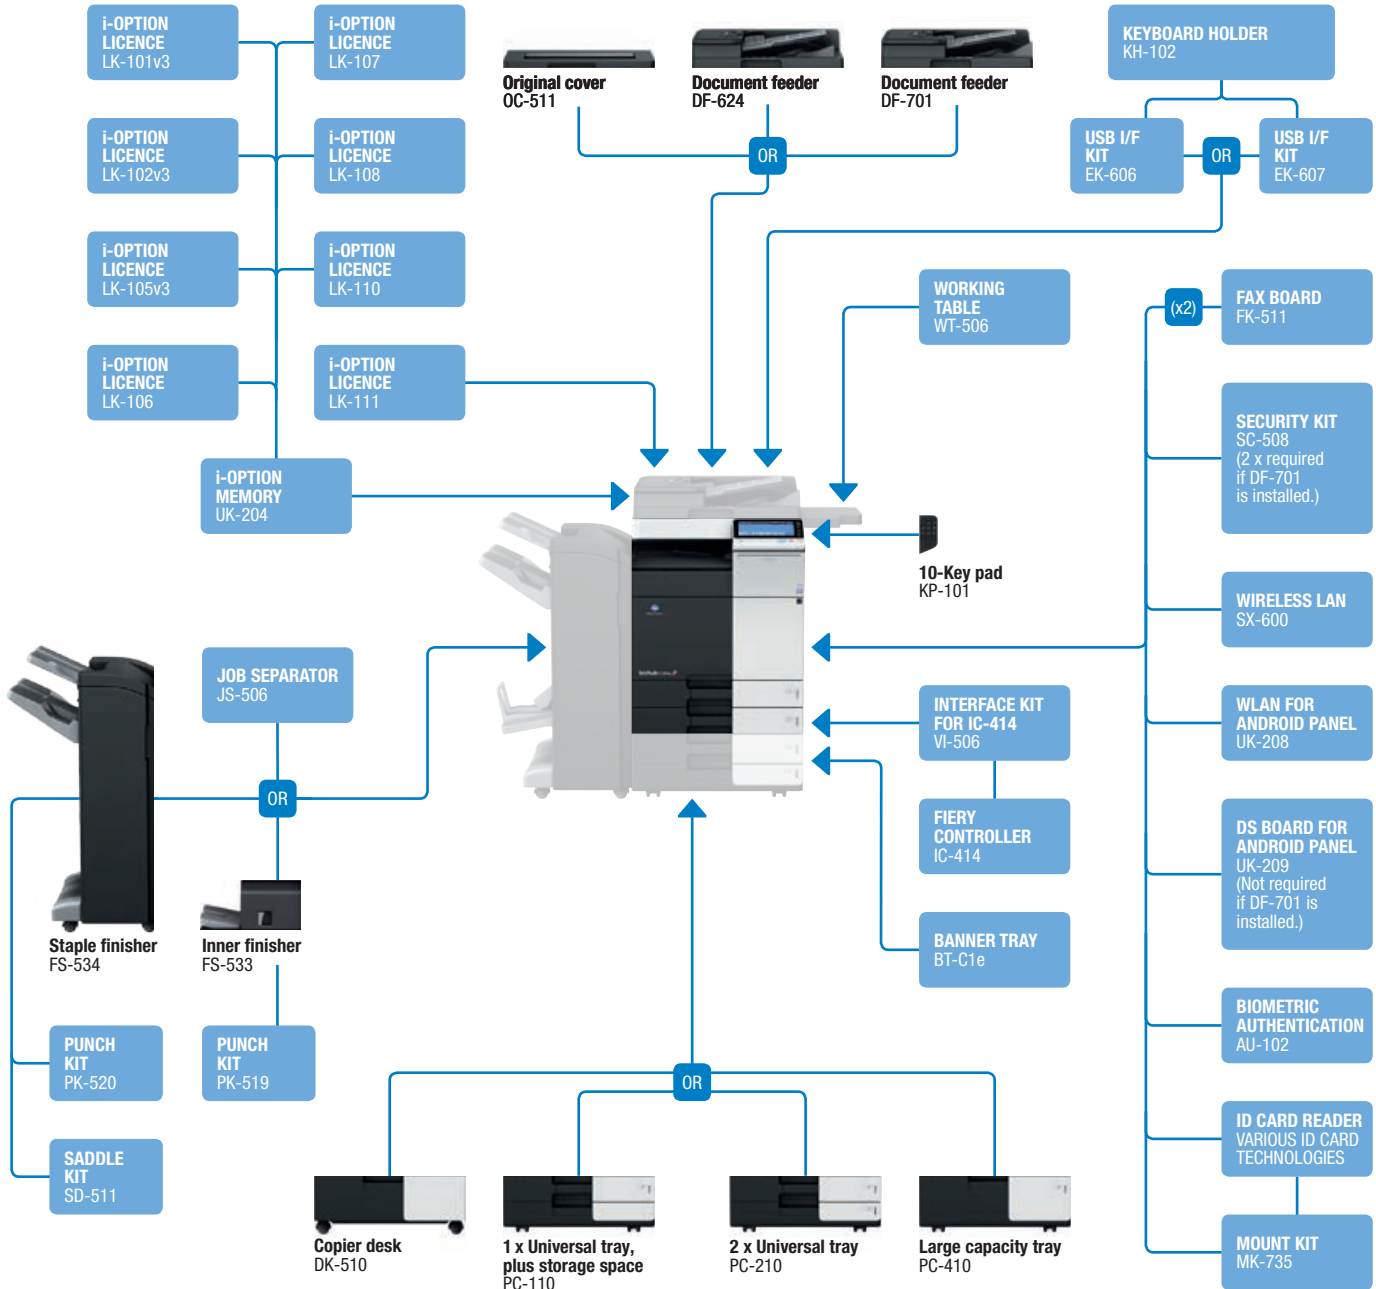 i-OPTION
LICENCE
LK-101v3
i-OPTION
LICENCE
LK-107
Original cover
OC-511
Document feeder
DF-624
Document feeder
DF-701
KEYBOARD HOLDER
KH-102
i-OPTION
LICENCE
LK-102v3
i-OPTION
LICENCE
LK-108
OR
USB I/F
KIT
EK-606
OR
USB I/F
KIT
EK-607
i-OPTION
LICENCE
LK-105v3
i-OPTION
LICENCE
LK-110
WORKING
TABLE
WT-506
(x2)
FAX BOARD
FK-511
i-OPTION
LICENCE
LK-106
i-OPTION
LICENCE
LK-111
SECURITY KIT
SC-508
(2 x required
if DF-701
is installed.)
i-OPTION
MEMORY
UK-204
10-Key pad
KP-101
WIRELESS LAN
SX-600
JOB SEPARATOR
JS-506
INTERFACE KIT
FOR IC-414
VI-506
WLAN FOR
ANDROID PANEL
UK-208
OR
FIERY
CONTROLLER
IC-414
DS BOARD FOR
ANDROID PANEL
UK-209
(Not required
if DF-701 is
installed.)
Staple finisher
FS-534
Inner finisher
FS-533
BANNER TRAY
BT-C1e
PUNCH
KIT
PK-520
PUNCH
KIT
PK-519
OR
BIOMETRIC
AUTHENTICATION
AU-102
SADDLE
KIT
SD-511
ID CARD READER
VARIOUS ID CARD
TECHNOLOGIES
Copier desk
DK-510
1 x Universal tray,
plus storage space
PC-110
2 x Universal tray
PC-210
Large capacity tray
PC-410
MOUNT KIT
MK-735